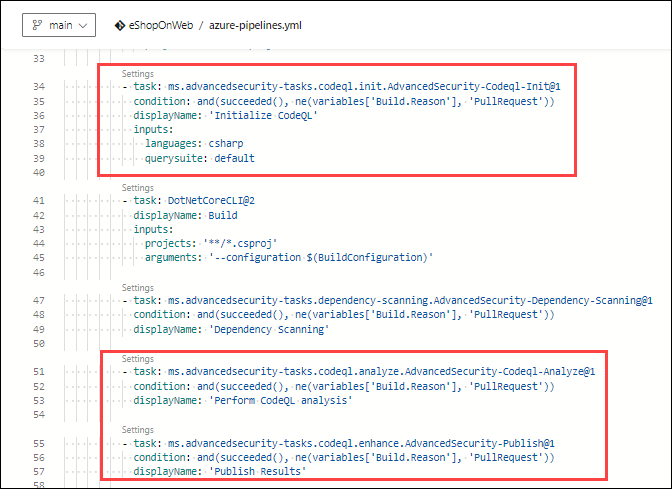 main eShopOnWeb / azure-pipelines.yml
33
Settings
34 - task: ms.advancedsecurity-tasks.codeql.init.AdvancedSecurity-Codeql-Init@1
35 condition: and(succeeded(), ne(variables['Build.Reason'], 'PullRequest'))
36 displayName: 'Initialize CodeQL'
37 inputs:
38 languages: csharp
39 querysuite: default
40
Settings
41 - task: DotNetCoreCLI@2
42 displayName: Build
43 inputs:
44 projects: '**/*.csproj'
45 arguments: '--configuration $(BuildConfiguration)'
46
Settings
47 - task: ms.advancedsecurity-tasks.dependency-scanning.AdvancedSecurity-Dependency-Scanning@1
48 condition: and(succeeded(), ne(variables['Build.Reason'], 'PullRequest'))
49 displayName: 'Dependency Scanning'
50
Settings
51 - task: ms.advancedsecurity-tasks.codeql.analyze.AdvancedSecurity-Codeql-Analyze@1
52 condition: and(succeeded(), ne(variables['Build.Reason'], 'PullRequest'))
53 displayName: 'Perform CodeQL analysis'
54
Settings
55 - task: ms.advancedsecurity-tasks.codeql.enhance.AdvancedSecurity-Publish@1
56 condition: and(succeeded(), ne(variables['Build.Reason'], 'PullRequest'))
57 displayName: 'Publish Results'